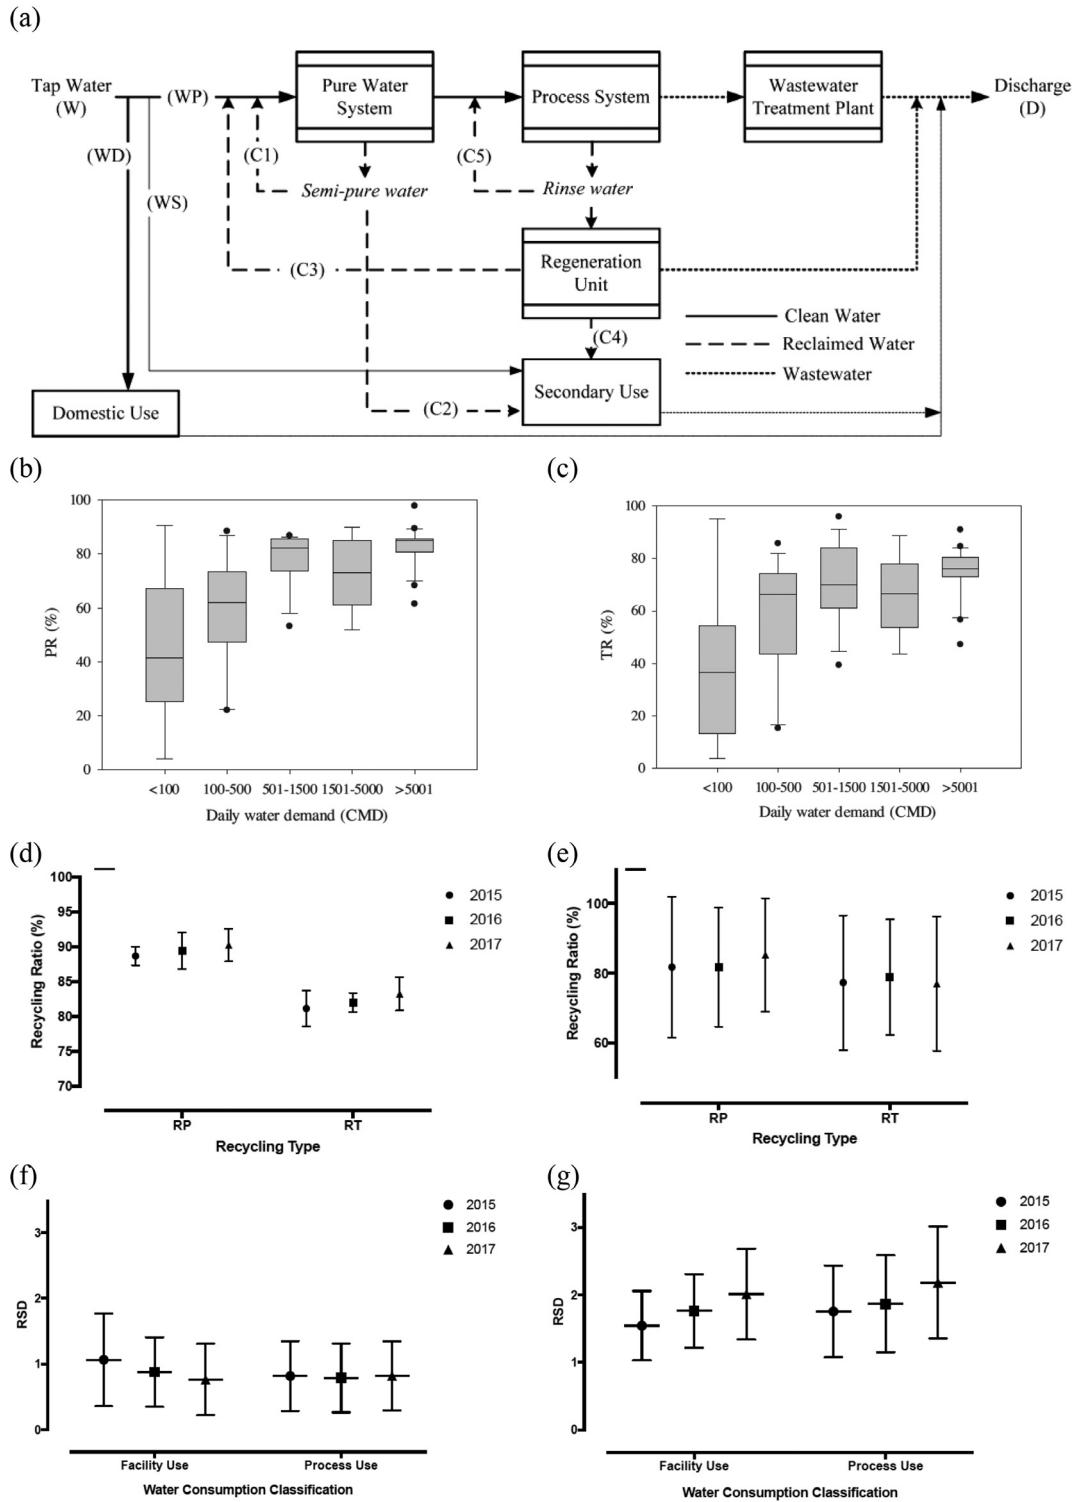 (a)
Tap Water
(W)
(WP)
Pure Water
System
Process System
Wastewater
Treatment Plant
Discharge
(D)
(WD)
(C1)
(C5)
(WS)
Semi-pure water
Rinse water
(C3)
Regeneration
Unit
(C4)
Clean Water
Reclaimed Water
Wastewater
Domestic Use
(C2)
Secondary Use
(b)
PR (%)
100
80
60
40
20
0
<100
100-500
501-1500
1501-5000
>5001
Daily water demand (CMD)
(c)
TR (%)
100
80
60
40
20
0
<100
100-500
501-1500
1501-5000
>5001
Daily water demand (CMD)
(d)
Recycling Ratio (%)
100
95
90
85
80
75
70
2015
2016
2017
RP
RT
Recycling Type
(e)
Recycling Ratio (%)
100
80
60
2015
2016
2017
RP
RT
Recycling Type
(f)
RSD
3
2
1
0
2015
2016
2017
Facility Use
Process Use
Water Consumption Classification
(g)
RSD
3
2
1
0
2015
2016
2017
Facility Use
Process Use
Water Consumption Classification